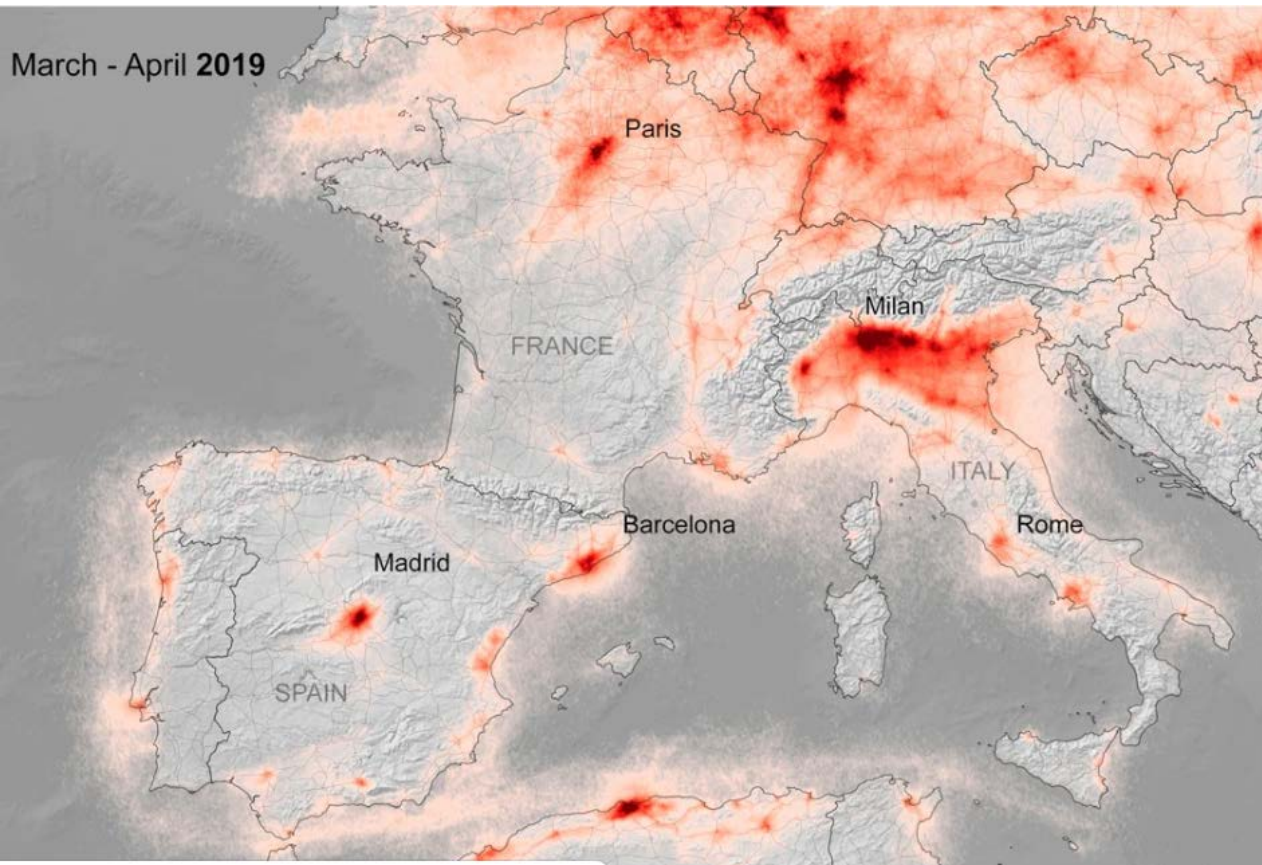 March - April 2019
Paris
Milan
FRANCE
ITALY
Barcelona
Rome
Madrid
SPAIN